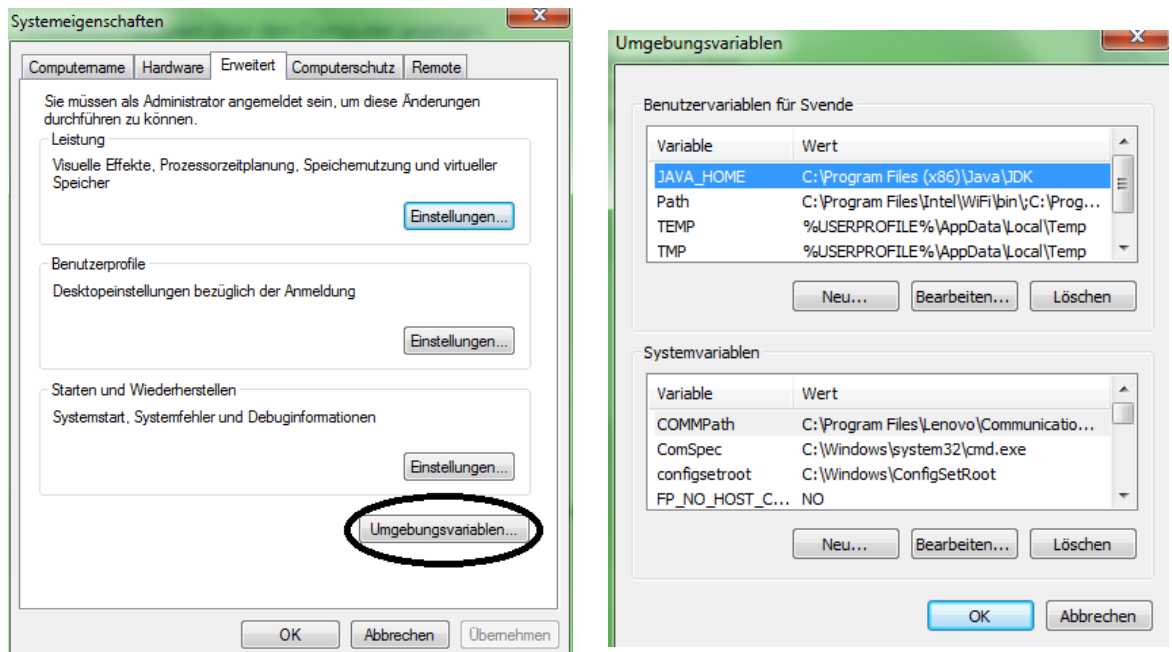 Systemeigenschaften
Computername Hardware Erweitert Computerschutz Remote
Sie müssen als Administrator angemeldet sein, um diese Änderungen
durchführen zu können.
Leistung
Visuelle Effekte, Prozessorzeitplanung, Speichernutzung und virtueller
Speicher
Einstellungen...
Benutzerprofile
Desktopeinstellungen bezüglich der Anmeldung
Einstellungen...
Starten und Wiederherstellen
Systemstart, Systemfehler und Debuginformationen
Einstellungen...
Umgebungsvariablen...
OK Abbrechen Übernehmen
Umgebungsvariablen
Benutzervariablen für Svende
Variable Wert
JAVA_HOME C:\Program Files (x86)\Java\JDK
Path C:\Program Files\Intel\WiFi\bin\;C:\Prog...
TEMP %USERPROFILE%\AppData\Local\Temp
TMP %USERPROFILE%\AppData\Local\Temp
Neu... Bearbeiten... Löschen
Systemvariablen
Variable Wert
COMMPath C:\Program Files\Lenovo\Communicatio...
ComSpec C:\Windows\system32\cmd.exe
configsetroot C:\Windows\ConfigSetRoot
FP_NO_HOST_C... NO
Neu... Bearbeiten... Löschen
OK Abbrechen